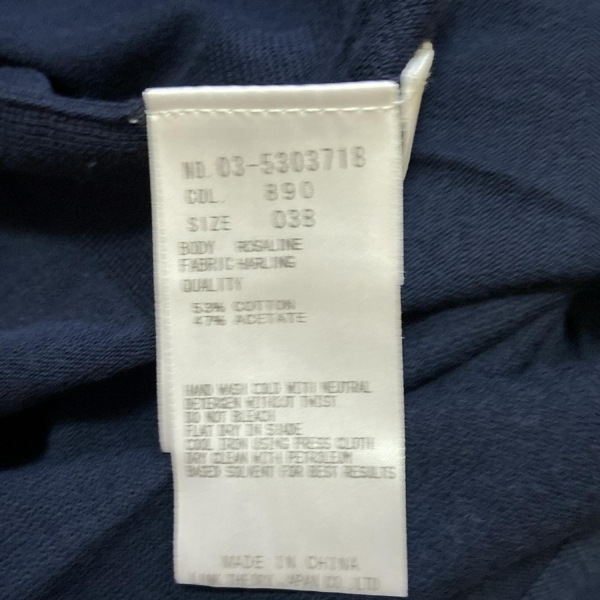 NO. 03-5303718
COL. 890
SIZE 038
BODY ROSALINE
FABRIC HARLING
QUALITY
53% COTTON
47% ACETATE
HAND WASH COLD WITH NEUTRAL
DETERGEN WITHOUT TWIST
DO NOT BLEACH
FLAT DRY IN SHADE
COOL IRON USING PRESS CLOTH
DRY CLEAN WITH PETROLEUM
BASED SOLVENT FOR BEST RESULTS
MADE IN CHINA
LINK THEORY JAPAN CO.,LTD